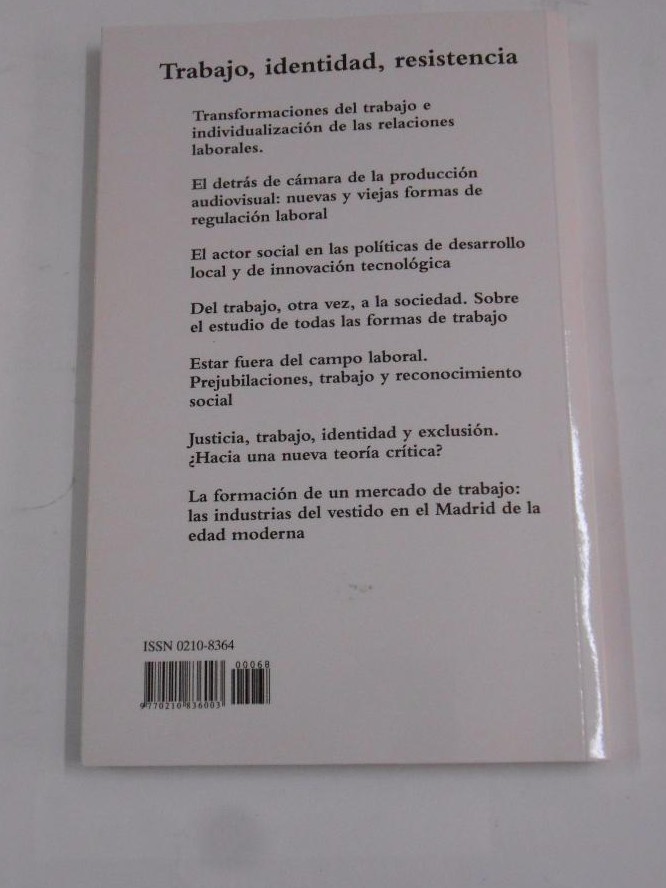 Trabajo, identidad, resistencia
Transformaciones del trabajo e
individualización de las relaciones
laborales.
El detrás de cámara de la producción
audiovisual: nuevas y viejas formas de
regulación laboral
El actor social en las políticas de desarrollo
local y de innovación tecnológica
Del trabajo, otra vez, a la sociedad. Sobre
el estudio de todas las formas de trabajo
Estar fuera del campo laboral.
Prejubilaciones, trabajo y reconocimiento
social
Justicia, trabajo, identidad y exclusión.
¿Hacia una nueva teoría crítica?
La formación de un mercado de trabajo:
las industrias del vestido en el Madrid de la
edad moderna
ISSN 0210-8364
00068
9 770210 836003